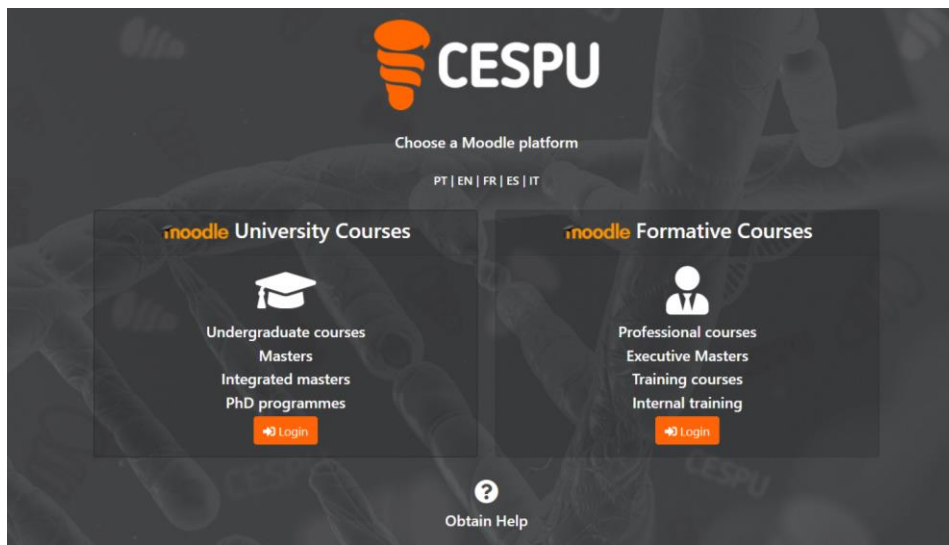 CESPU
Choose a Moodle platform
PT | EN | FR | ES | IT
moodle University Courses
Undergraduate courses
Masters
Integrated masters
PhD programmes
Login
moodle Formative Courses
Professional courses
Executive Masters
Training courses
Internal training
Login
?
Obtain Help